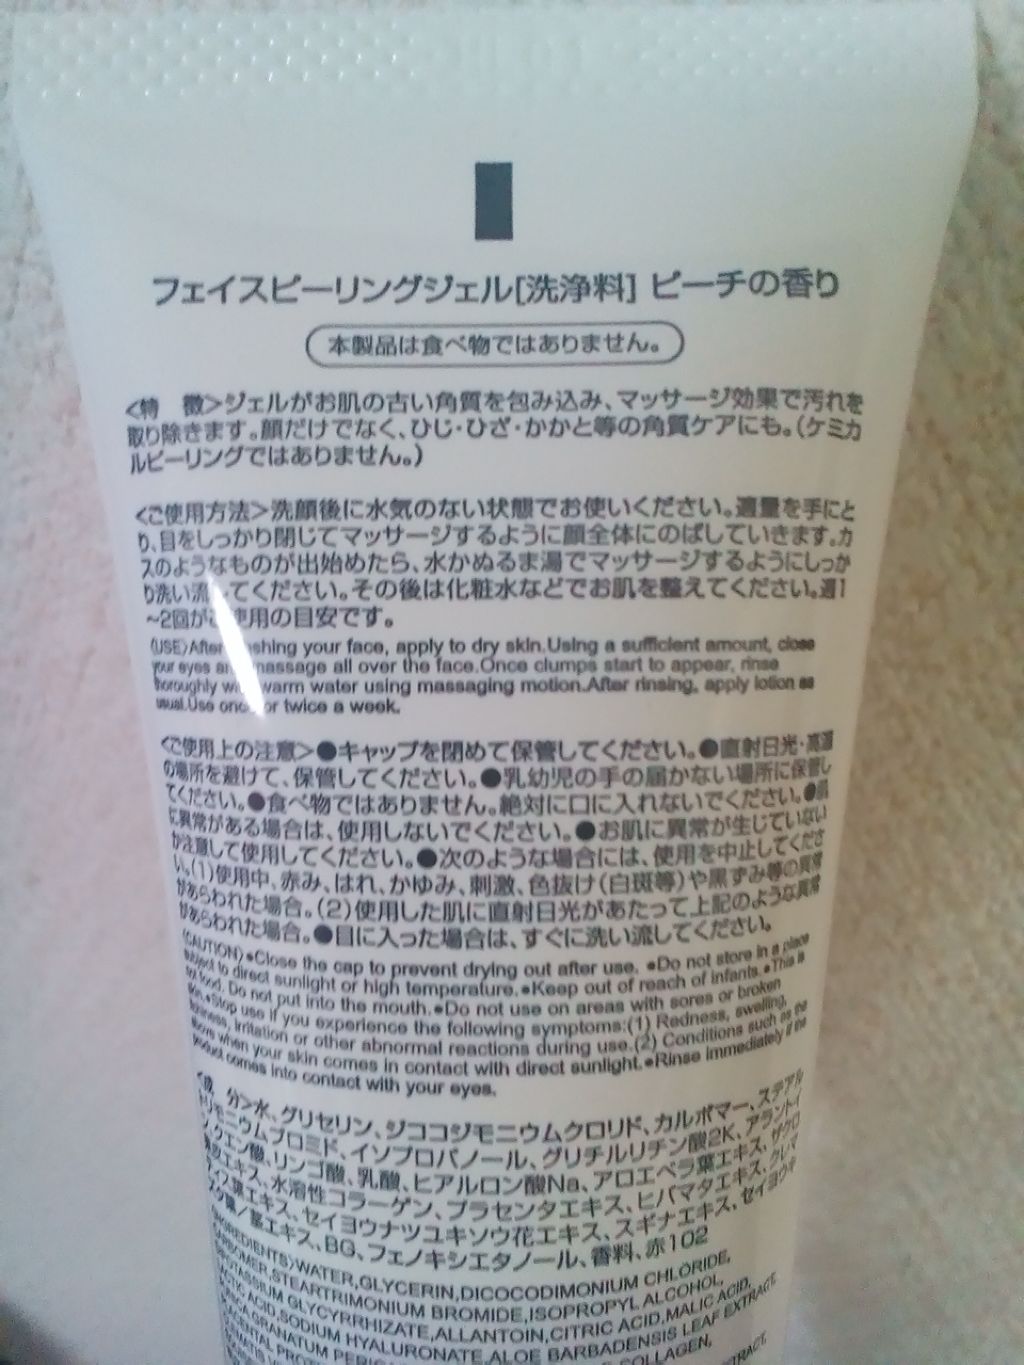 フェイスピーリングジェル[洗浄料] ピーチの香り
本製品は食べ物ではありません。
<特　徴>ジェルがお肌の古い角質を包み込み、マッサージ効果で汚れを
取り除きます。顔だけでなく、ひじ・ひざ・かかと等の角質ケアにも。(ケミカ
ルピーリングではありません。)
<ご使用方法>洗顔後に水気のない状態でお使いください。適量を手にと
り、目をしっかり閉じてマッサージするように顔全体にのばしていきます。カ
スのようなものが出始めたら、水かぬるま湯でマッサージするようにしっか
り洗い流してください。その後は化粧水などでお肌を整えてください。週1
~2回がご使用の目安です。
(USE)After washing your face, apply to dry skin.Using a sufficient amount, close
your eyes and massage all over the face.Once clumps start to appear, rinse
thoroughly with warm water using massaging motion.After rinsing, apply lotion as
usual.Use once or twice a week.
<ご使用上の注意>●キャップを閉めて保管してください。●直射日光・高温
の場所を避けて、保管してください。●乳幼児の手の届かない場所に保管し
てください。●食べ物ではありません。絶対に口に入れないでください。●肌
に異常がある場合は、使用しないでください。●お肌に異常が生じていない
か注意して使用してください。●次のような場合には、使用を中止してくださ
い。(1)使用中、赤み、はれ、かゆみ、刺激、色抜け(白斑等)や黒ずみ等の異常
があらわれた場合。(2)使用した肌に直射日光があたって上記のような異常
があらわれた場合。●目に入った場合は、すぐに洗い流してください。
(CAUTION)●Close the cap to prevent drying out after use. ●Do not store in a place
subject to direct sunlight or high temperature.●Keep out of reach of infants.●This is
not food. Do not put into the mouth.●Do not use on areas with sores or broken
skin.●Stop use if you experience the following symptoms:(1) Redness, swelling,
itchiness, irritation or other abnormal reactions during use.(2) Conditions such as the
above when your skin comes in contact with direct sunlight.●Rinse immediately if the
product comes into contact with your eyes.
<成　分>水、グリセリン、ジココジモニウムクロリド、カルボマー、ステアル
トリモニウムブロミド、イソプロパノール、グリチルリチン酸2K、アラントイ
ン、クエン酸、リンゴ酸、乳酸、ヒアルロン酸Na、アロエベラ葉エキス、ザクロ
果皮エキス、水溶性コラーゲン、プラセンタエキス、ヒバマタエキス、クレマ
ティス葉エキス、セイヨウナツユキソウ花エキス、スギナエキス、セイヨウキ
ズタ葉/茎エキス、BG、フェノキシエタノール、香料、赤102
(INGREDIENTS)WATER,GLYCERIN,DICOCODIMONIUM CHLORIDE,
CARBOMER,STEARTRIMONIUM BROMIDE,ISOPROPYL ALCOHOL,
DIPOTASSIUM GLYCYRRHIZATE,ALLANTOIN,CITRIC ACID,MALIC ACID,
LACTIC ACID,SODIUM HYALURONATE,ALOE BARBADENSIS LEAF EXTRACT,
PUNICA GRANATUM COLLAGEN,